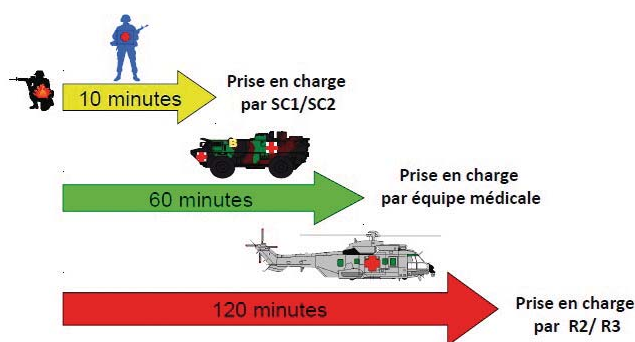 10 minutes
Prise en charge
par SC1/SC2
B
60 minutes
Prise en charge
par équipe médicale
120 minutes
Prise en charge
par R2/ R3